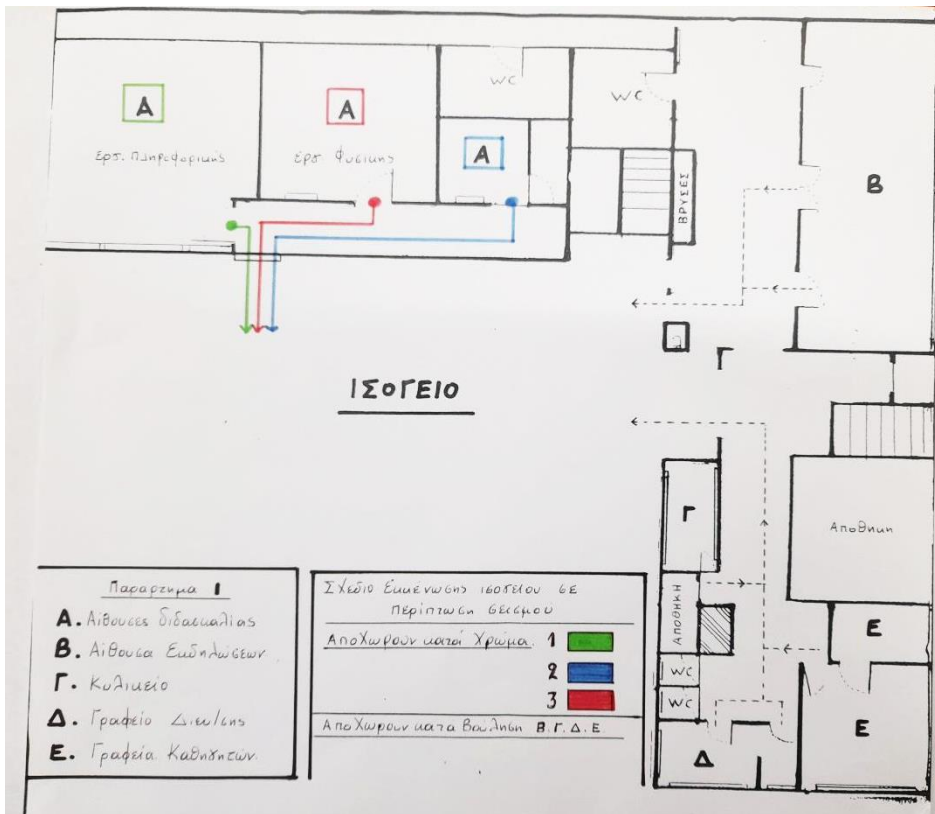 WC
WC
Α
Α
Α
Εργ. Πληροφορικής
Εργ. Φυσικής
ΒΡΥΣΕΣ
Β
ΙΣΟΓΕΙΟ
Γ
Αποθήκη
ΑΠΟΘΗΚΗ
Ε
WC
WC
Δ
Ε
Παράρτημα 1
Α. Αίθουσες διδασκαλίας
Β. Αίθουσα Εκδηλώσεων
Γ. Κυλικείο
Δ. Γραφείο Διευ/σης
Ε. Γραφεία Καθηγητών.
Σχέδιο Εκκένωσης ισογείου σε
περίπτωση σεισμού
Αποχωρούν κατά χρώμα. 1
2
3
Αποχωρούν κατά βούληση Β. Γ. Δ. Ε.